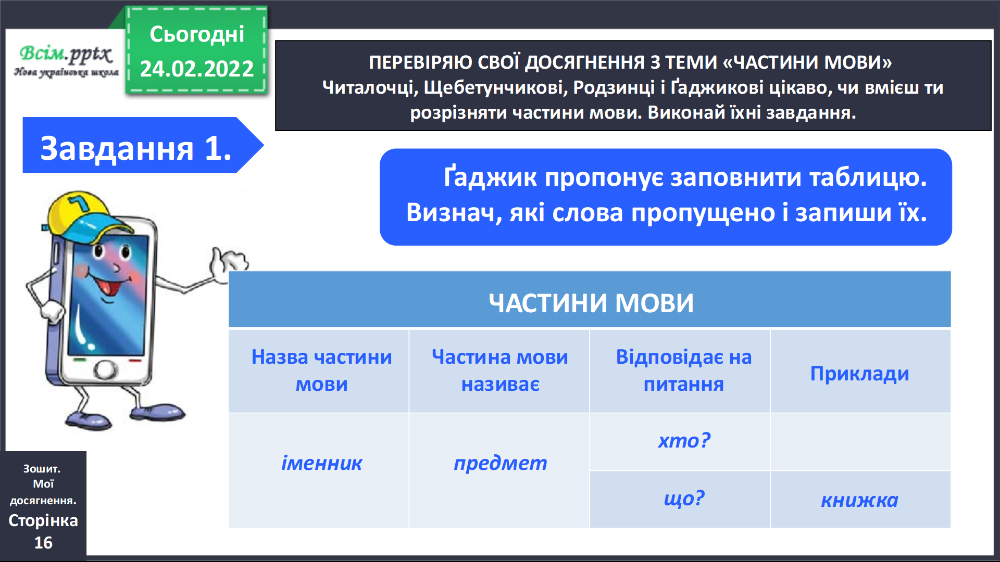 Сьогодні
24.02.2022
Всім.pptx
Нова українська школа
ПЕРЕВІРЯЮ СВОЇ ДОСЯГНЕННЯ З ТЕМИ «ЧАСТИНИ МОВИ»
Читалочці, Щебетунчикові, Родзинці і Ґаджикові цікаво, чи вмієш ти
розрізняти частини мови. Виконай їхні завдання.
Завдання 1.
Ґаджик пропонує заповнити таблицю.
Визнач, які слова пропущено і запиши їх.
ЧАСТИНИ МОВИ
Назва частини
мови
Частина мови
називає
Відповідає на
питання
Приклади
іменник
предмет
хто?
що?
книжка
Зошит.
Мої
досягнення.
Сторінка
16